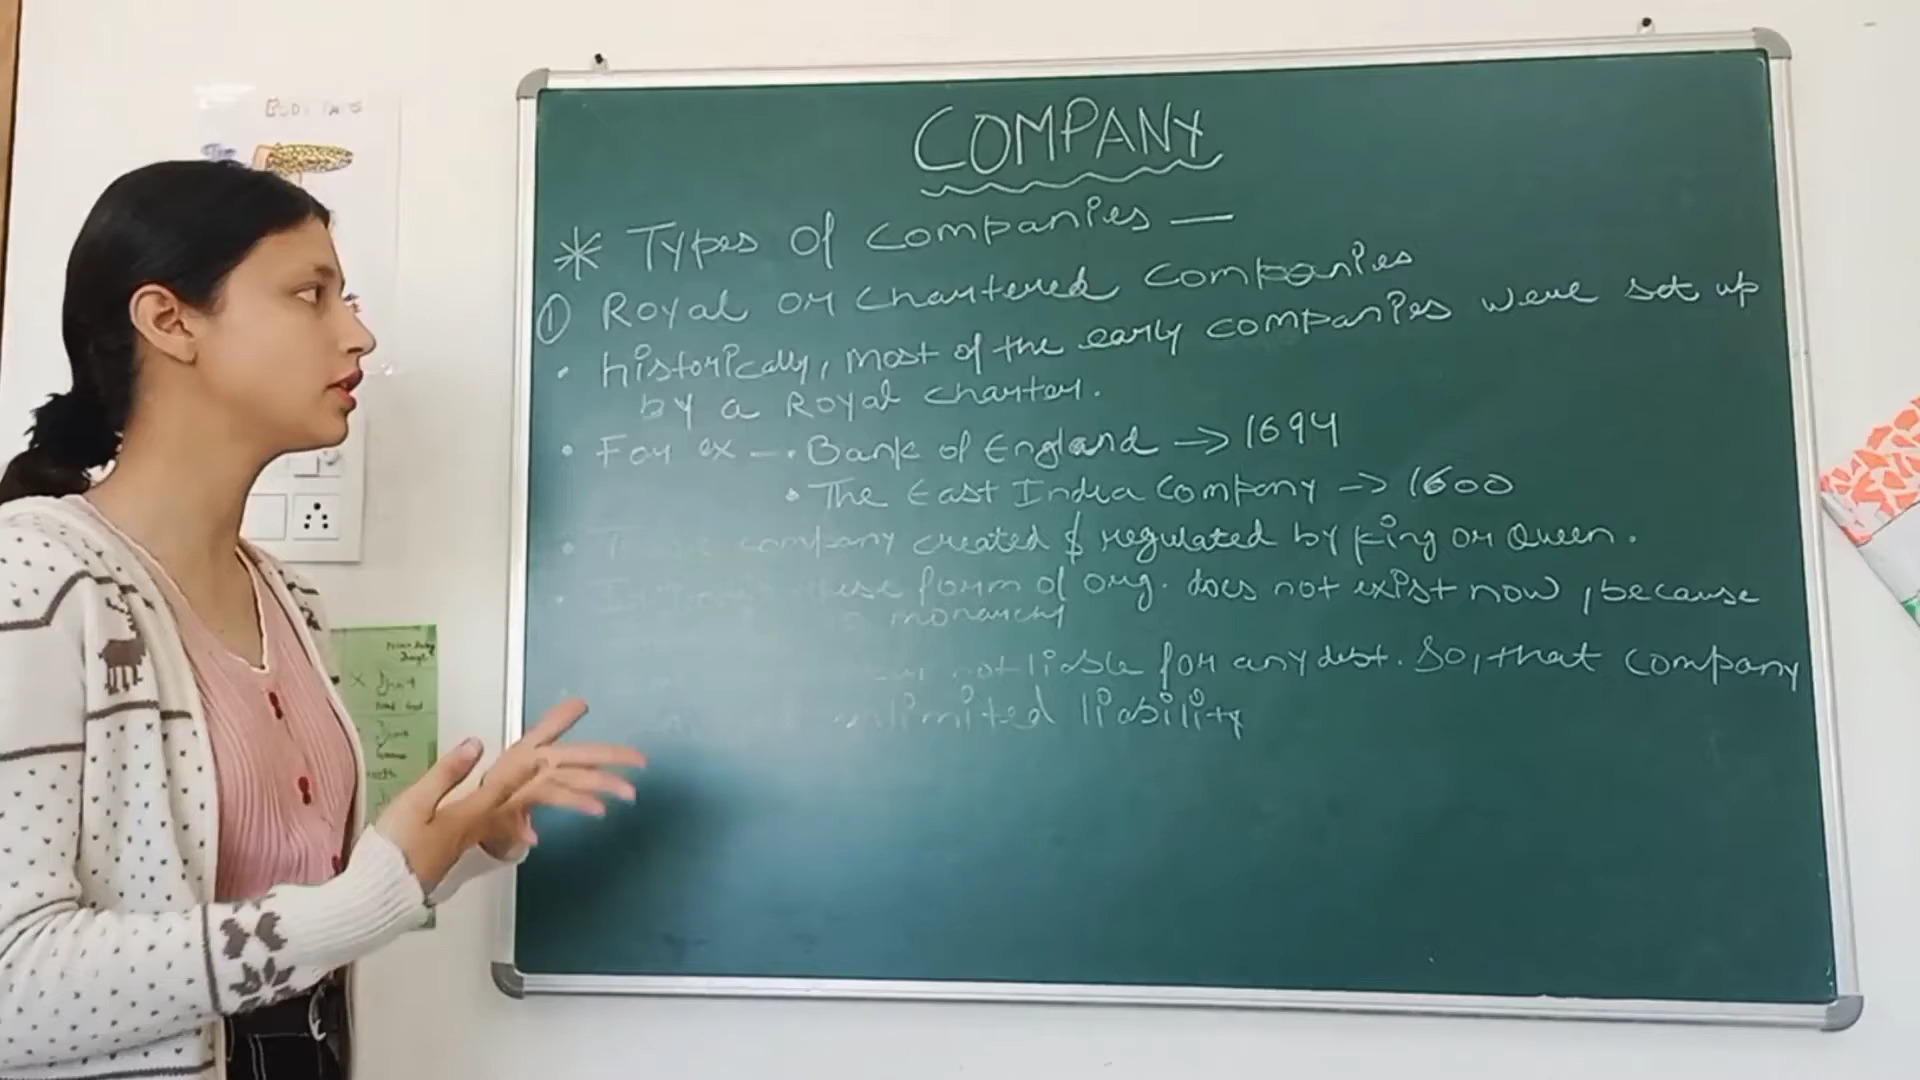 COMPANY
* Types of companies —
① Royal or chartered companies
• historically, most of the early companies were set up
by a Royal charter.
• For ex – • Bank of England → 1694
• The East India Company → 1600
• company created & regulated by king or Queen.
• form of org. does not exist now, because
monarchy
not liable for any debt. So, that company
unlimited liability